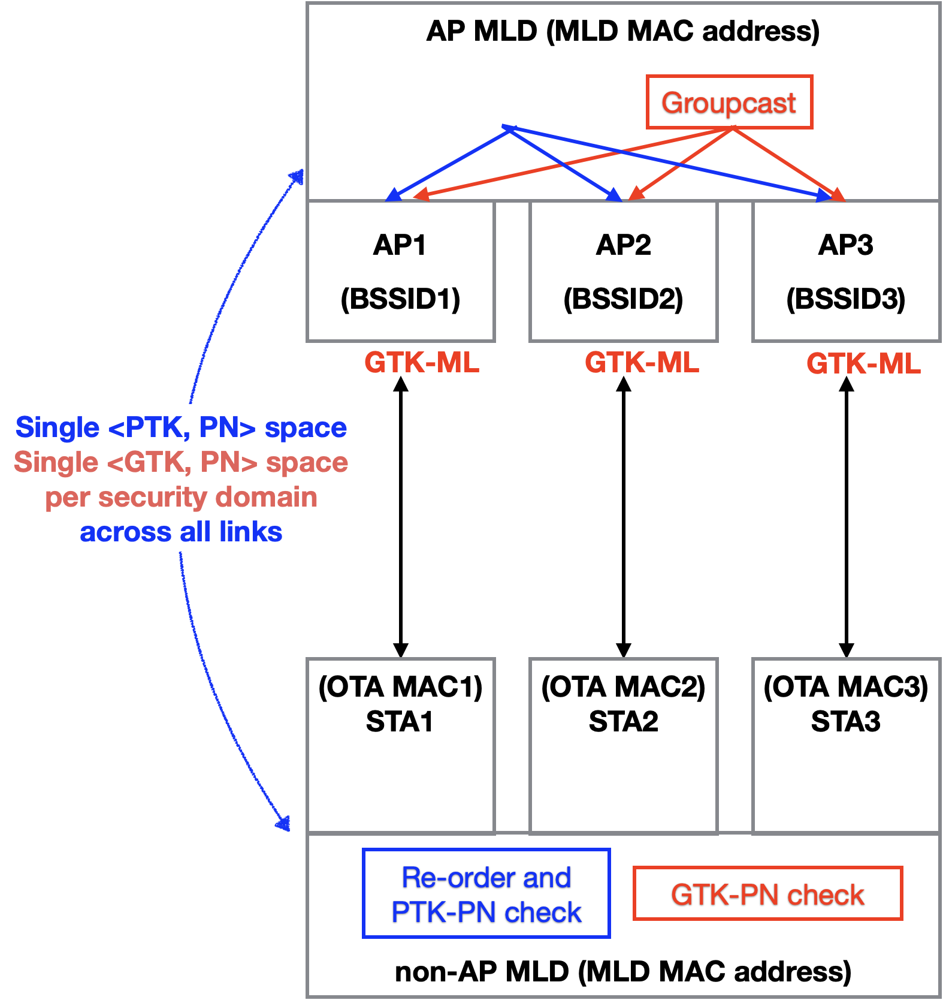 AP MLD (MLD MAC address)
Groupcast
AP1
(BSSID1)
AP2
(BSSID2)
AP3
(BSSID3)
GTK-ML
GTK-ML
GTK-ML
Single <PTK, PN> space
Single <GTK, PN> space
per security domain
across all links
(OTA MAC1)
STA1
(OTA MAC2)
STA2
(OTA MAC3)
STA3
Re-order and
PTK-PN check
GTK-PN check
non-AP MLD (MLD MAC address)